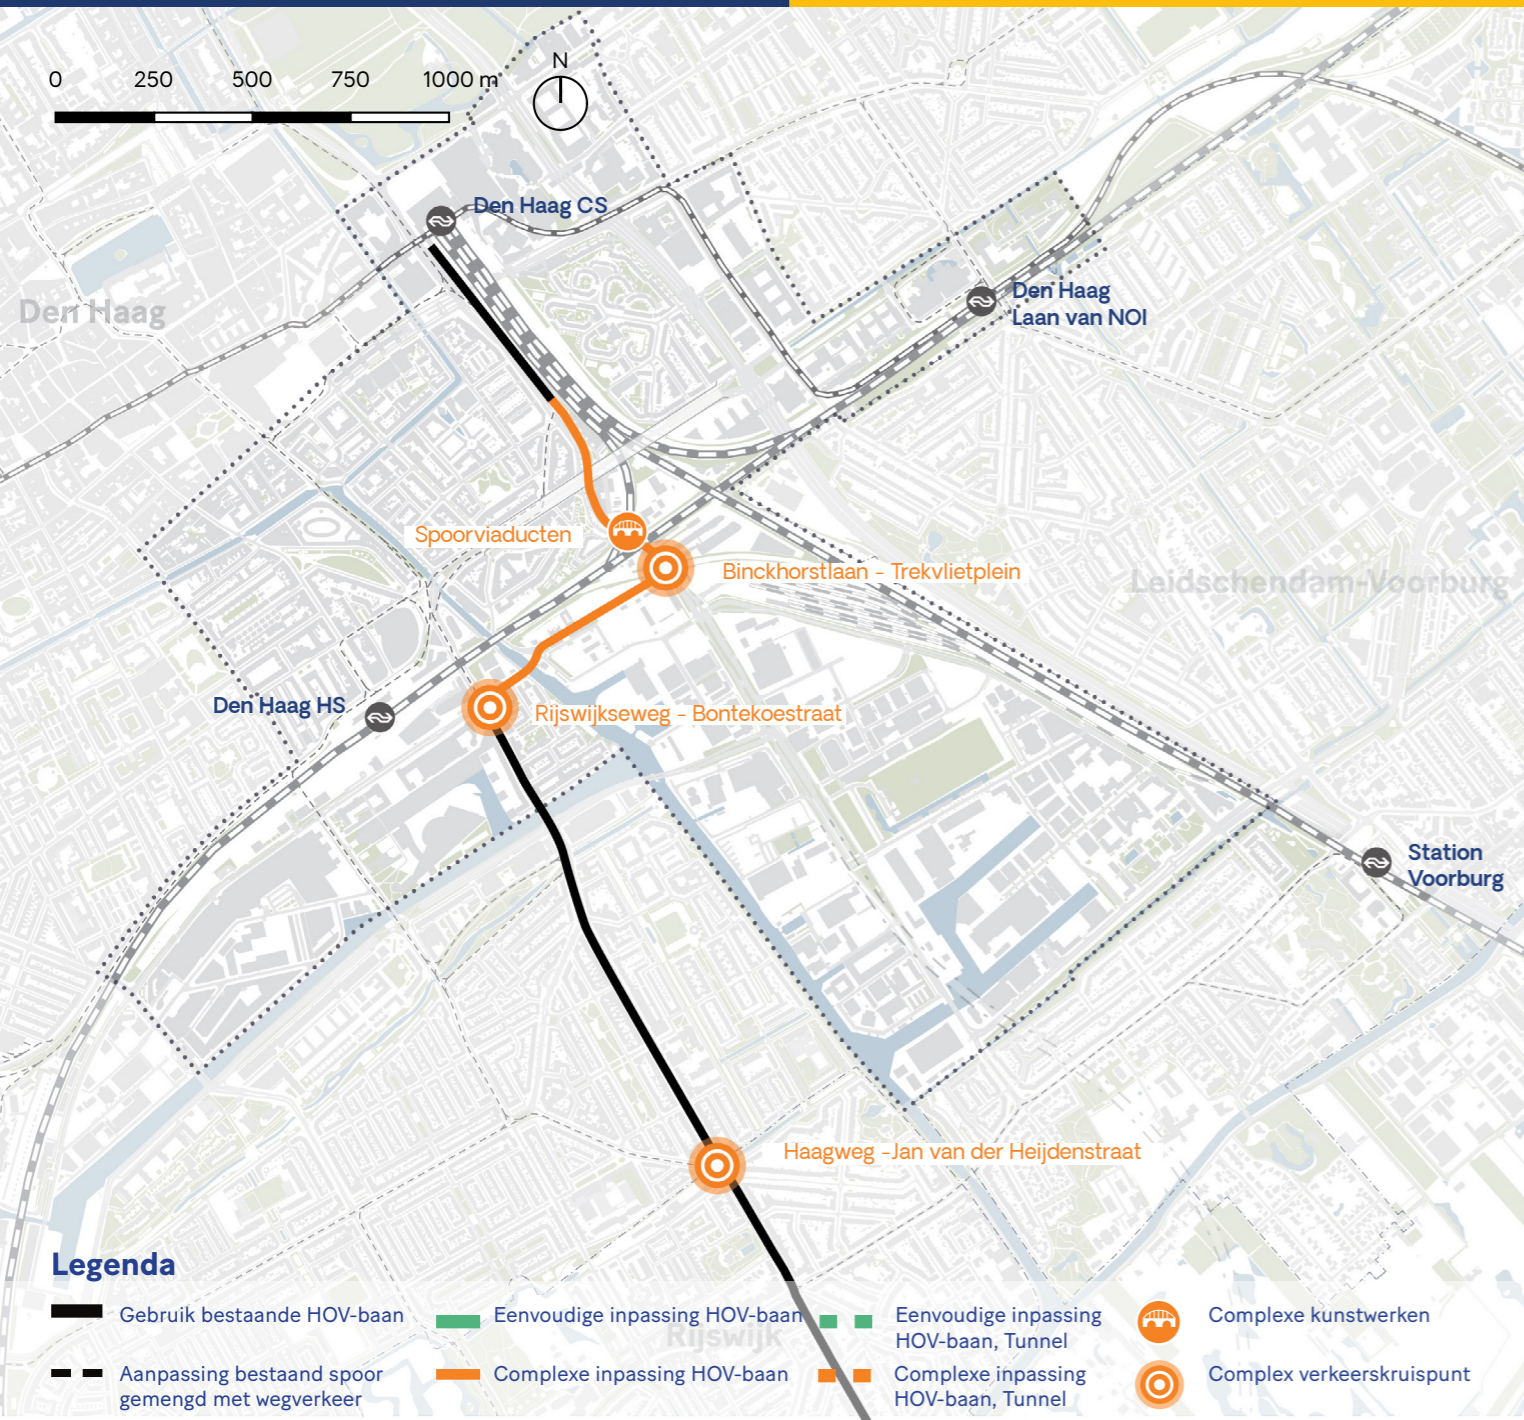 0 250 500 750 1000 m
N
Den Haag CS
Den Haag
Den Haag
Laan van NOI
Spoorviaducten
Binckhorstlaan - Trekvlietplein
Leidschendam-Voorburg
Den Haag HS
Rijswijkseweg - Bontekoestraat
Station
Voorburg
Haagweg -Jan van der Heijdenstraat
Rijswijk
Legenda
Gebruik bestaande HOV-baan
Aanpassing bestaand spoor
gemengd met wegverkeer
Eenvoudige inpassing HOV-baan
Complexe inpassing HOV-baan
Eenvoudige inpassing
HOV-baan, Tunnel
Complexe inpassing
HOV-baan, Tunnel
Complexe kunstwerken
Complex verkeerskruispunt